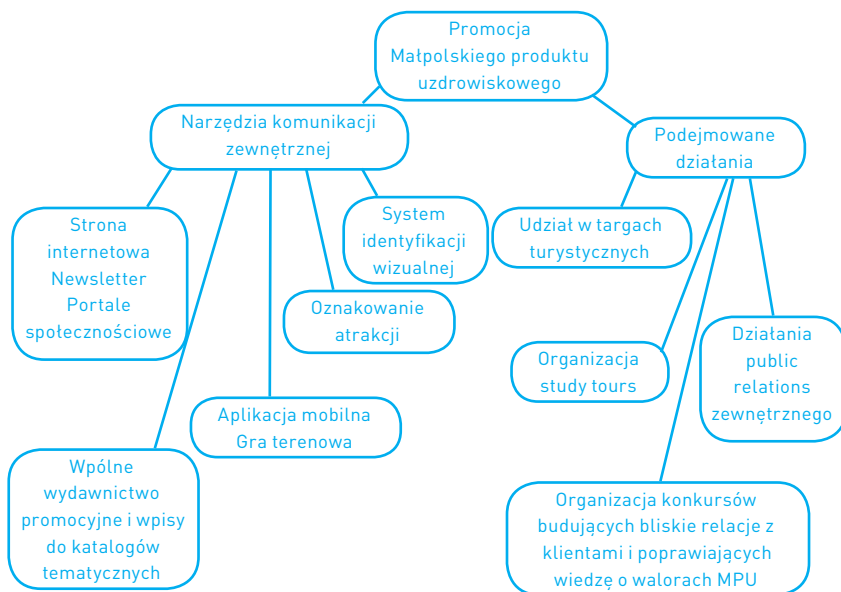 Promocja
Małpolskiego produktu
uzdrowiskowego
Narzędzia komunikacji
zewnętrznej
Podejmowane
działania
Strona
internetowa
Newsletter
Portale
społecznościowe
System
identyfikacji
wizualnej
Udział w targach
turystycznych
Oznakowanie
atrakcji
Organizacja
study tours
Działania
public
relations
zewnętrznego
Aplikacja mobilna
Gra terenowa
Wpólne
wydawnictwo
promocyjne i wpisy
do katalogów
tematycznych
Organizacja konkursów
budujących bliskie relacje z
klientami i poprawiających
wiedzę o walorach MPU